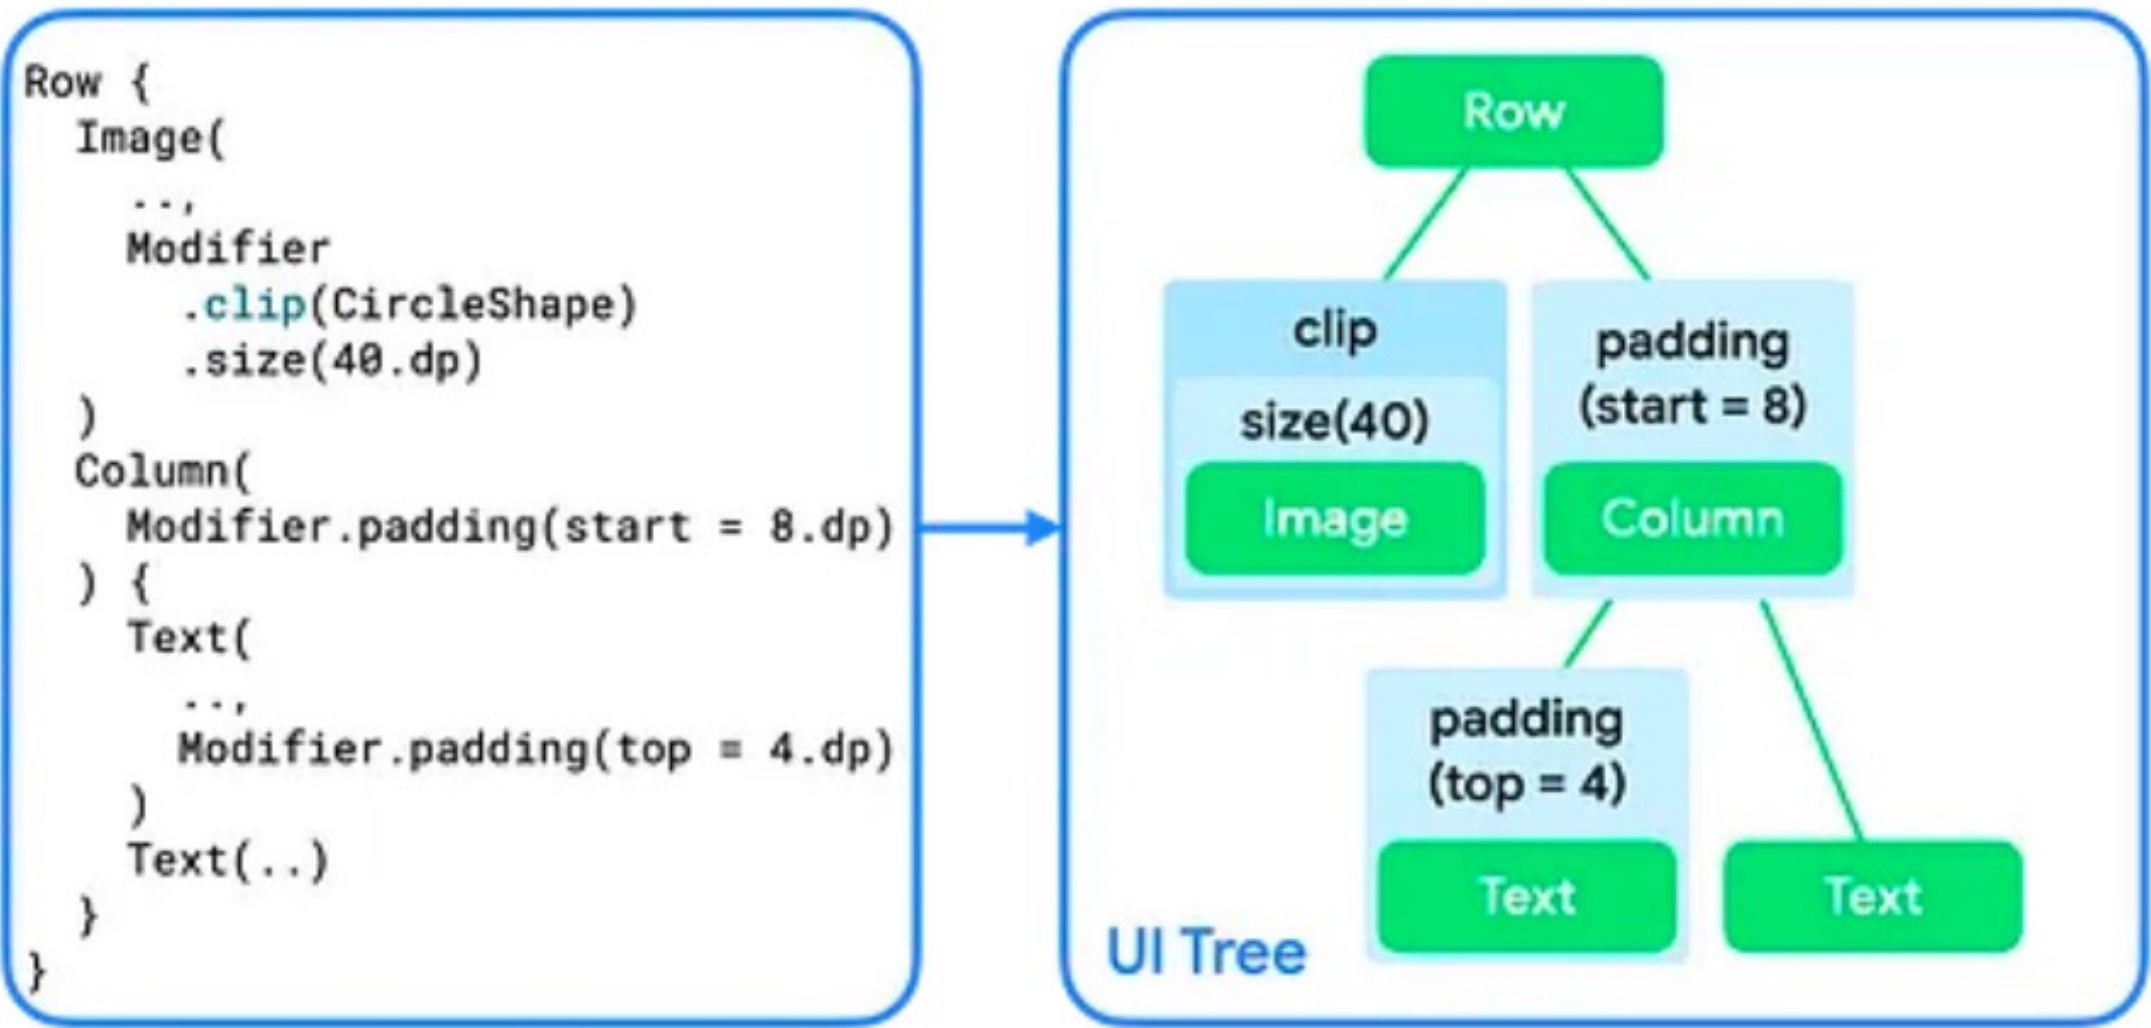 Row {
Image(
..,
Modifier
.clip(CircleShape)
.size(40.dp)
)
Column(
Modifier.padding(start = 8.dp)
) {
Text(
..,
Modifier.padding(top = 4.dp)
)
Text(..)
}
}
Row
clip
size(40)
Image
padding
(start = 8)
Column
padding
(top = 4)
Text
Text
UI Tree